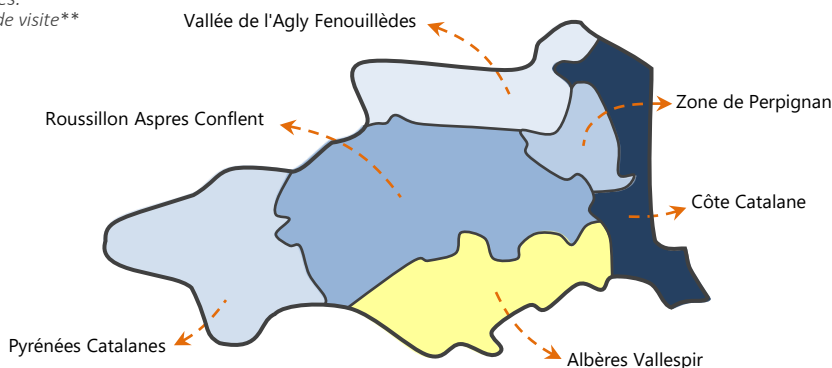 de visite**
Vallée de l'Agly Fenouillèdes
Zone de Perpignan
Roussillon Aspres Conflent
Côte Catalane
Pyrénées Catalanes
Albères Vallespir